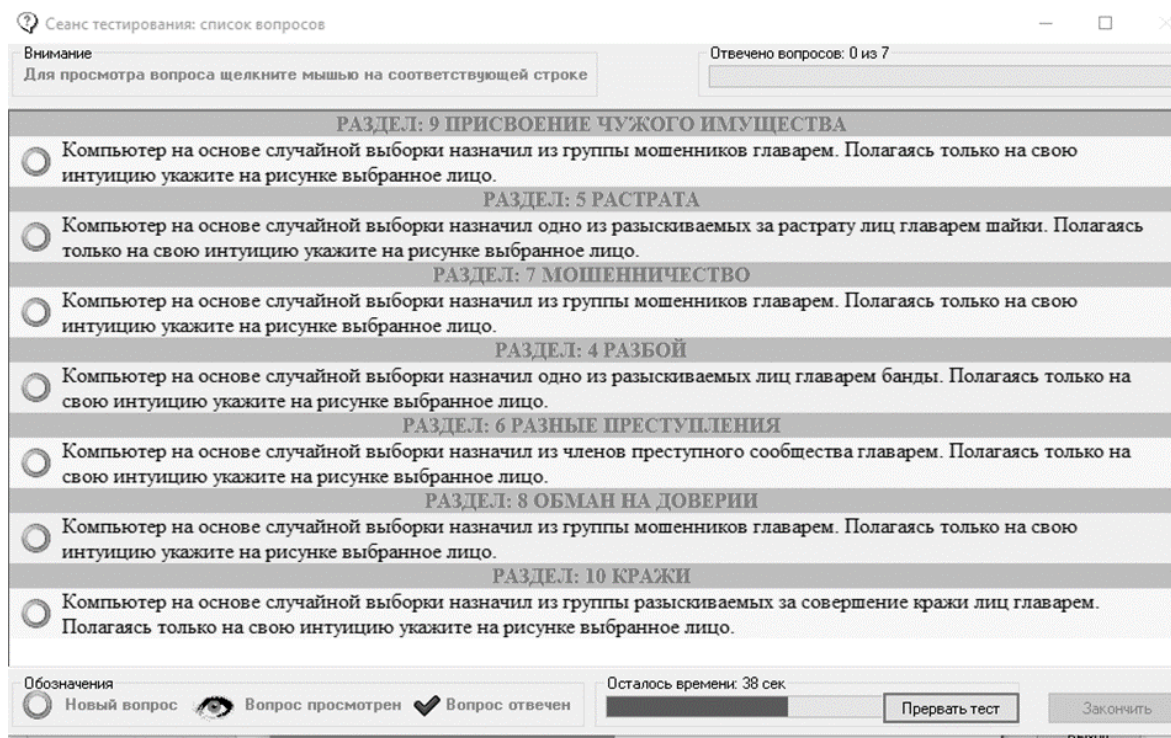 Сеанс тестирования: список вопросов
Внимание
Для просмотра вопроса щелкните мышью на соответствующей строке
Отвечено вопросов: 0 из 7
РАЗДЕЛ: 9 ПРИСВОЕНИЕ ЧУЖОГО ИМУЩЕСТВА
Компьютер на основе случайной выборки назначил из группы мошенников главарем. Полагаясь только на свою
интуицию укажите на рисунке выбранное лицо.
РАЗДЕЛ: 5 РАСТРАТА
Компьютер на основе случайной выборки назначил одно из разыскиваемых за растрату лиц главарем шайки. Полагаясь
только на свою интуицию укажите на рисунке выбранное лицо.
РАЗДЕЛ: 7 МОШЕННИЧЕСТВО
Компьютер на основе случайной выборки назначил из группы мошенников главарем. Полагаясь только на свою
интуицию укажите на рисунке выбранное лицо.
РАЗДЕЛ: 4 РАЗБОЙ
Компьютер на основе случайной выборки назначил одно из разыскиваемых лиц главарем банды. Полагаясь только на
свою интуицию укажите на рисунке выбранное лицо.
РАЗДЕЛ: 6 РАЗНЫЕ ПРЕСТУПЛЕНИЯ
Компьютер на основе случайной выборки назначил из членов преступного сообщества главарем. Полагаясь только на
свою интуицию укажите на рисунке выбранное лицо.
РАЗДЕЛ: 8 ОБМАН НА ДОВЕРИИ
Компьютер на основе случайной выборки назначил из группы мошенников главарем. Полагаясь только на свою
интуицию укажите на рисунке выбранное лицо.
РАЗДЕЛ: 10 КРАЖИ
Компьютер на основе случайной выборки назначил из группы разыскиваемых за совершение кражи лиц главарем.
Полагаясь только на свою интуицию укажите на рисунке выбранное лицо.
Обозначения
Новый вопрос Вопрос просмотрен Вопрос отвечен
Осталось времени: 38 сек
Прервать тест
Закончить